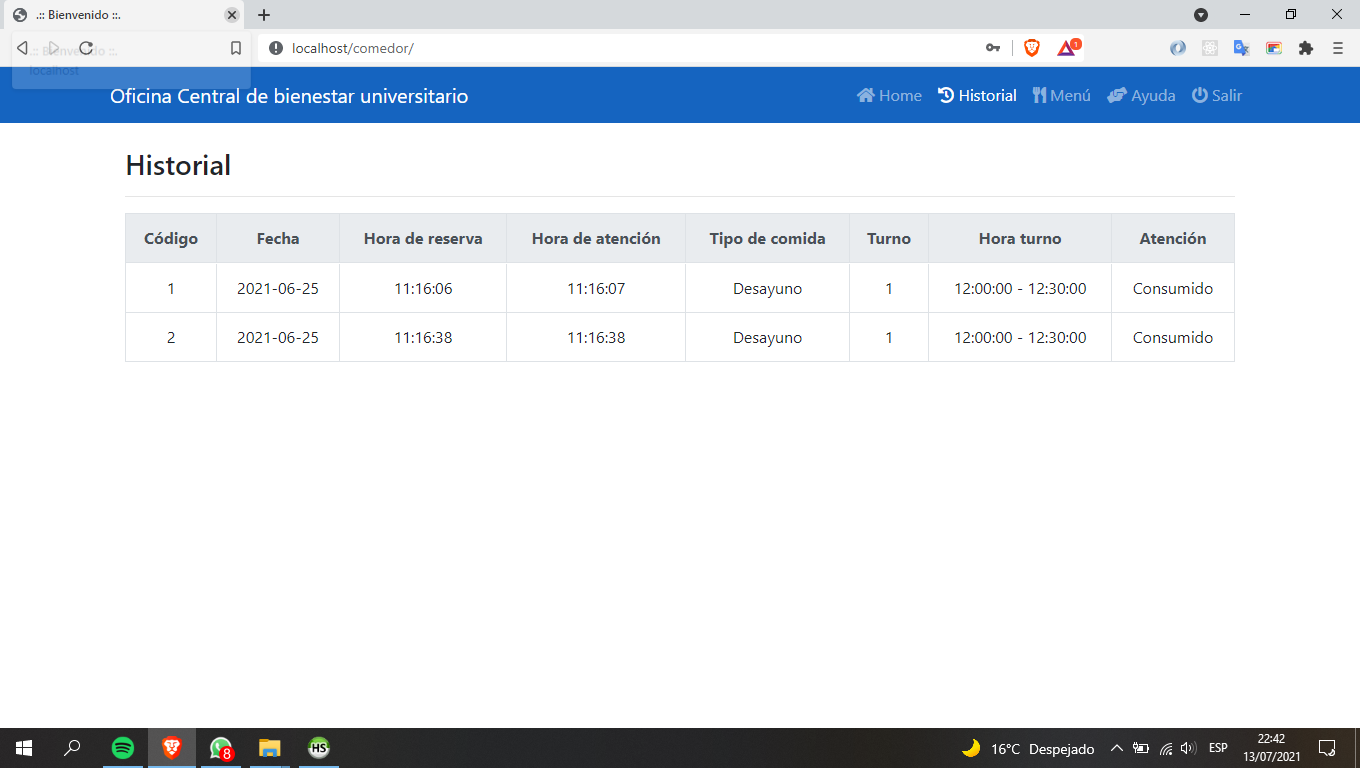 .:: Bienvenido ::.
.:: Bienvenido ::.
localhost
localhost/comedor/
1
Oficina Central de bienestar universitario
Home Historial Menú Ayuda Salir
Historial
Código Fecha Hora de reserva Hora de atención Tipo de comida Turno Hora turno Atención
1 2021-06-25 11:16:06 11:16:07 Desayuno 1 12:00:00 - 12:30:00 Consumido
2 2021-06-25 11:16:38 11:16:38 Desayuno 1 12:00:00 - 12:30:00 Consumido
8
HS
16°C Despejado
ESP
22:42
13/07/2021